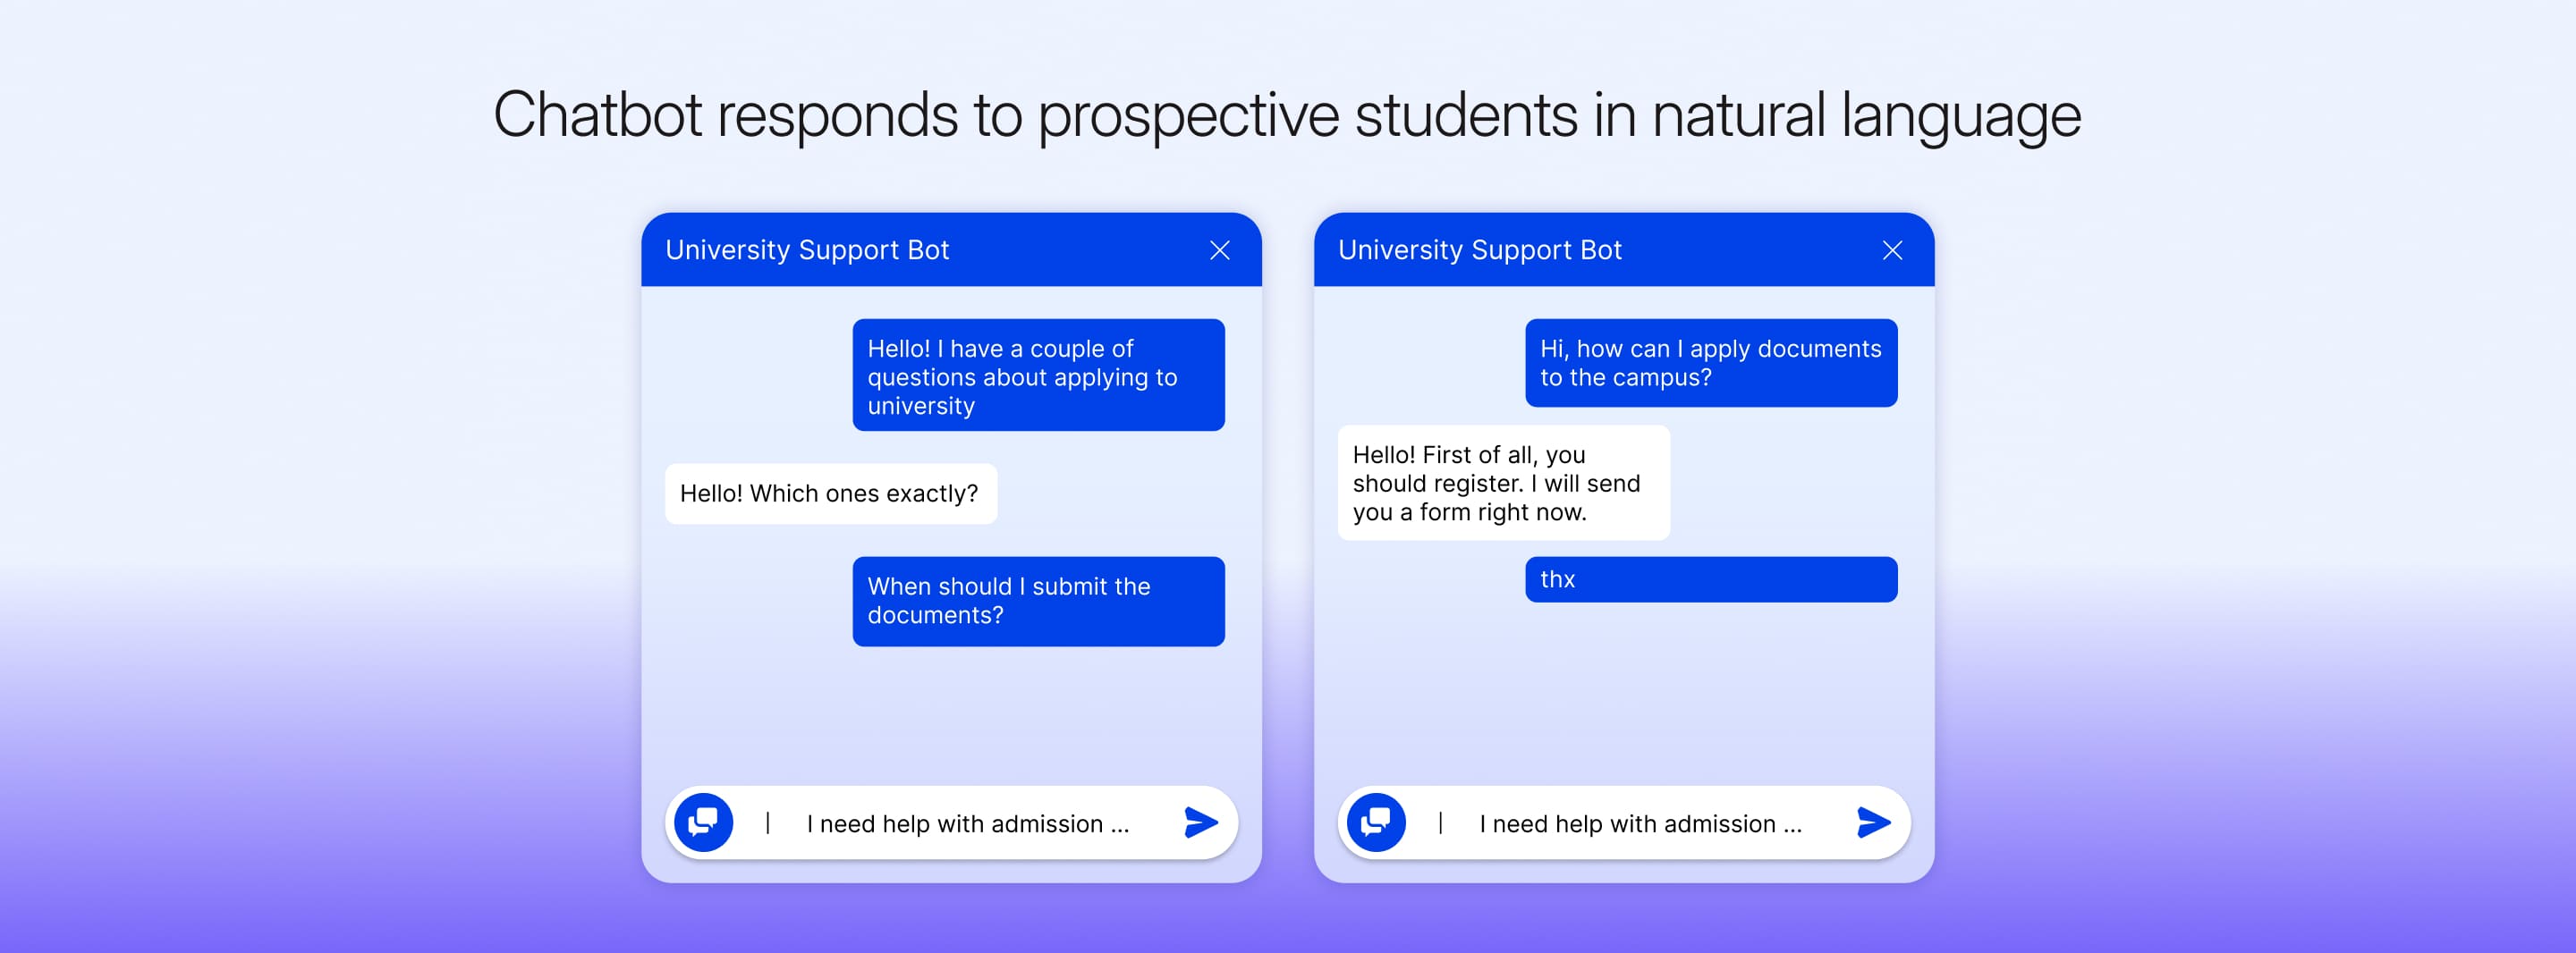 Chatbot responds to prospective students in natural language
University Support Bot
Hello! I have a couple of
questions about applying to
university
Hello! Which ones exactly?
When should I submit the
documents?
I need help with admission ...
University Support Bot
Hi, how can I apply documents
to the campus?
Hello! First of all, you
should register. I will send
you a form right now.
thx
I need help with admission ...